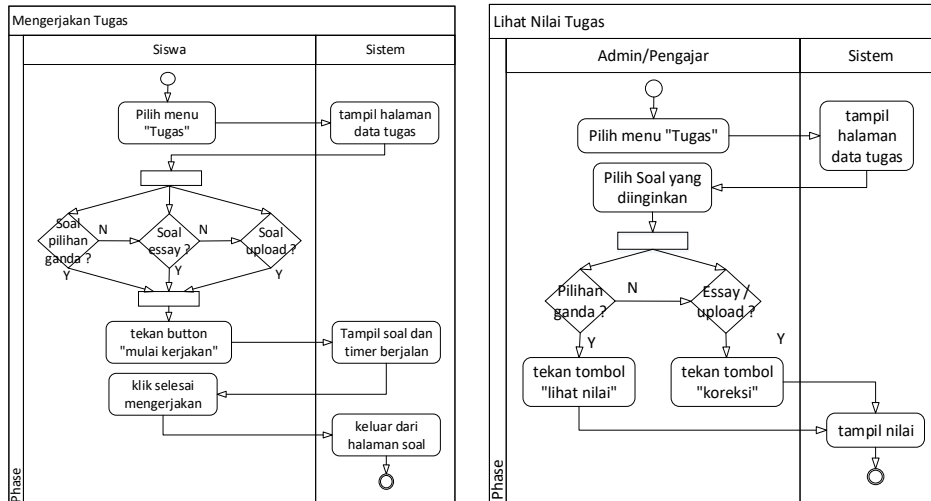 Mengerjakan Tugas
Siswa
Sistem
Pilih menu
"Tugas"
tampil halaman
data tugas
Soal
pilihan
ganda ?
N
Soal
essay ?
N
Soal
upload ?
Y
Y
Y
tekan button
"mulai kerjakan"
Tampil soal dan
timer berjalan
klik selesai
mengerjakan
keluar dari
halaman soal
Phase
Lihat Nilai Tugas
Admin/Pengajar
Sistem
Pilih menu "Tugas"
tampil
halaman
data tugas
Pilih Soal yang
diinginkan
Pilihan
ganda ?
N
Essay /
upload ?
Y
Y
tekan tombol
"lihat nilai"
tekan tombol
"koreksi"
tampil nilai
Phase